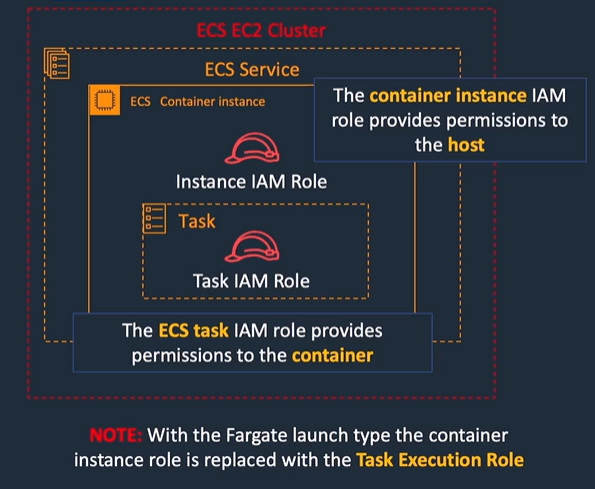 ECS EC2 Cluster
ECS Service
ECS Container instance
The container instance IAM
role provides permissions to
the host
Instance IAM Role
Task
Task IAM Role
The ECS task IAM role provides
permissions to the container
NOTE: With the Fargate launch type the container
instance role is replaced with the Task Execution Role